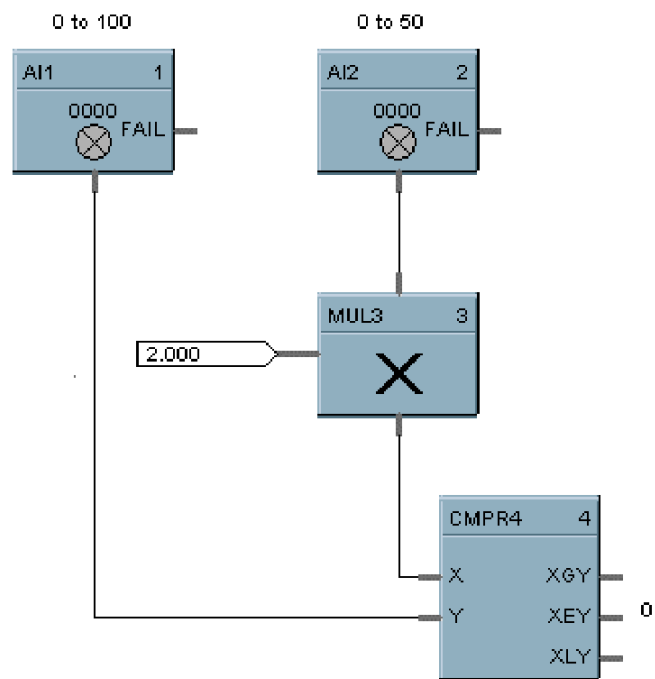 0 to 100
0 to 50
AI1 1
AI2 2
0000
FAIL
0000
FAIL
MUL3 3
2.000
X
CMPR4 4
X XGY
Y XEY
0
XLY